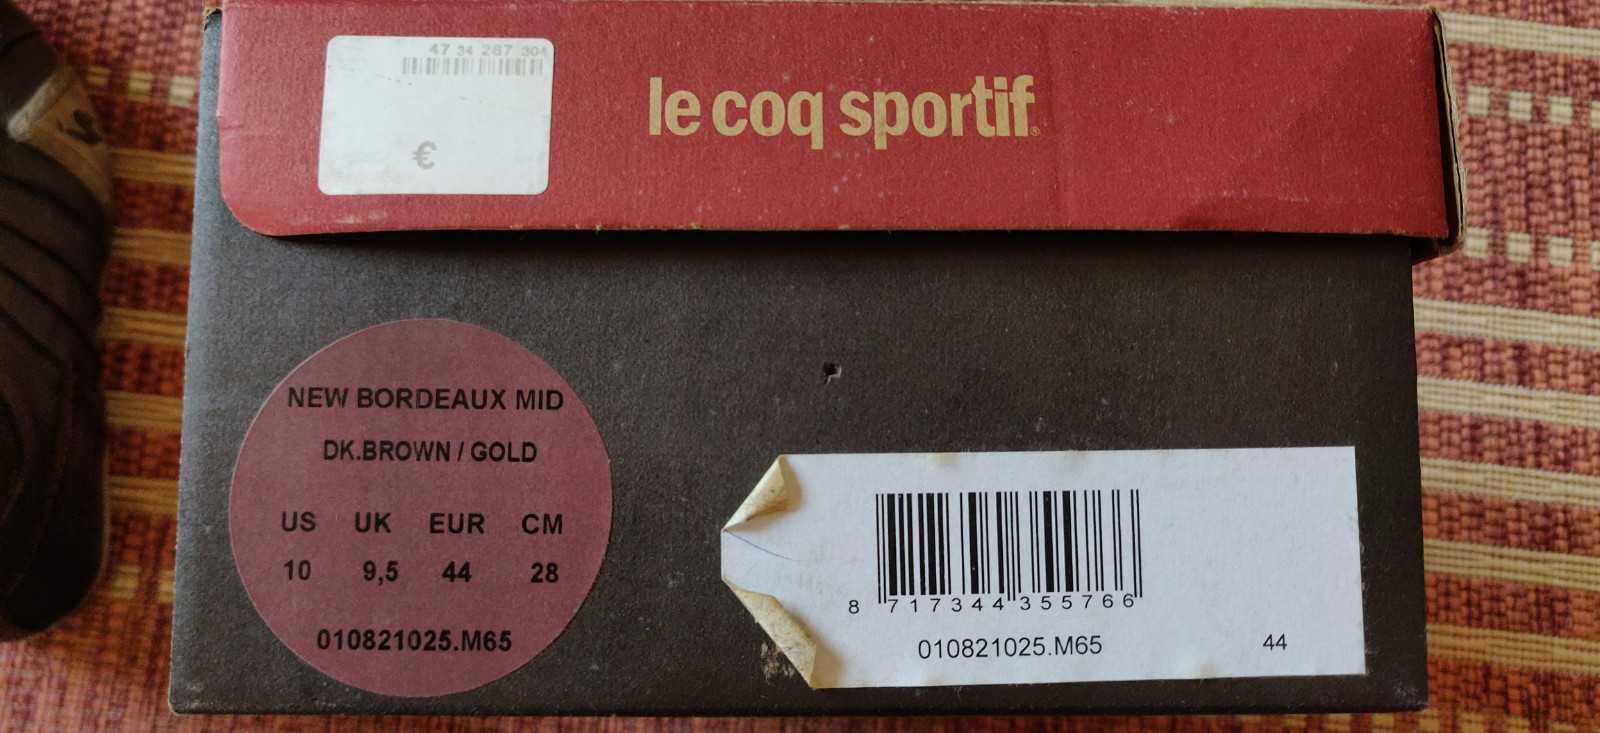 47 34 267 304
€
le coq sportif®
NEW BORDEAUX MID
DK.BROWN / GOLD
US UK EUR CM
10 9,5 44 28
010821025.M65
8 717344 355766
010821025.M65 44